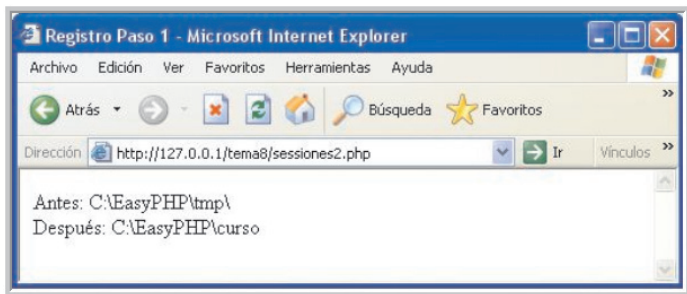 Registro Paso 1 - Microsoft Internet Explorer
Archivo Edición Ver Favoritos Herramientas Ayuda
Atrás Búsqueda Favoritos »
Dirección http://127.0.0.1/tema8/sessiones2.php Ir Vínculos »
Antes: C:\EasyPHP\tmp\
Después: C:\EasyPHP\curso